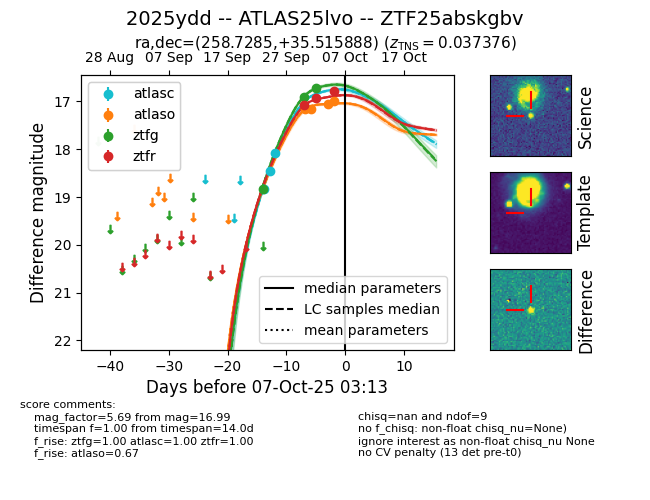 2025ydd -- ATLAS25lvo -- ZTF25abskgbv
ra,dec=(258.7285,+35.515888) (zTNS = 0.037376)
28 Aug 07 Sep 17 Sep 27 Sep 07 Oct 17 Oct
atlasc
atlaso
ztfg
ztfr
17
18
19
20
21
22
Difference magnitude
median parameters
LC samples median
mean parameters
−40 −30 −20 −10 0 10
Days before 07-Oct-25 03:13
Science
Template
Difference
score comments:
mag_factor=5.69 from mag=16.99
timespan f=1.00 from timespan=14.0d
f_rise: ztfg=1.00 atlasc=1.00 ztfr=1.00
f_rise: atlaso=0.67
chisq=nan and ndof=9
no f_chisq: non-float chisq_nu=None)
ignore interest as non-float chisq_nu None
no CV penalty (13 det pre-t0)